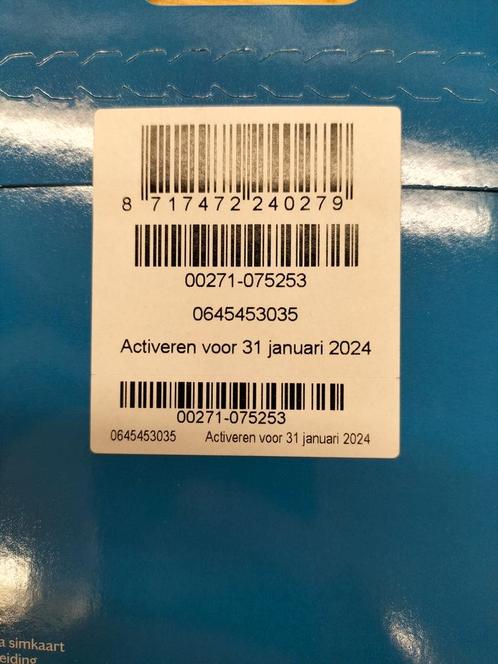 8 717472 240279
00271-075253
0645453035
Activeren voor 31 januari 2024
00271-075253
0645453035 Activeren voor 31 januari 2024
a simkaart
eiding